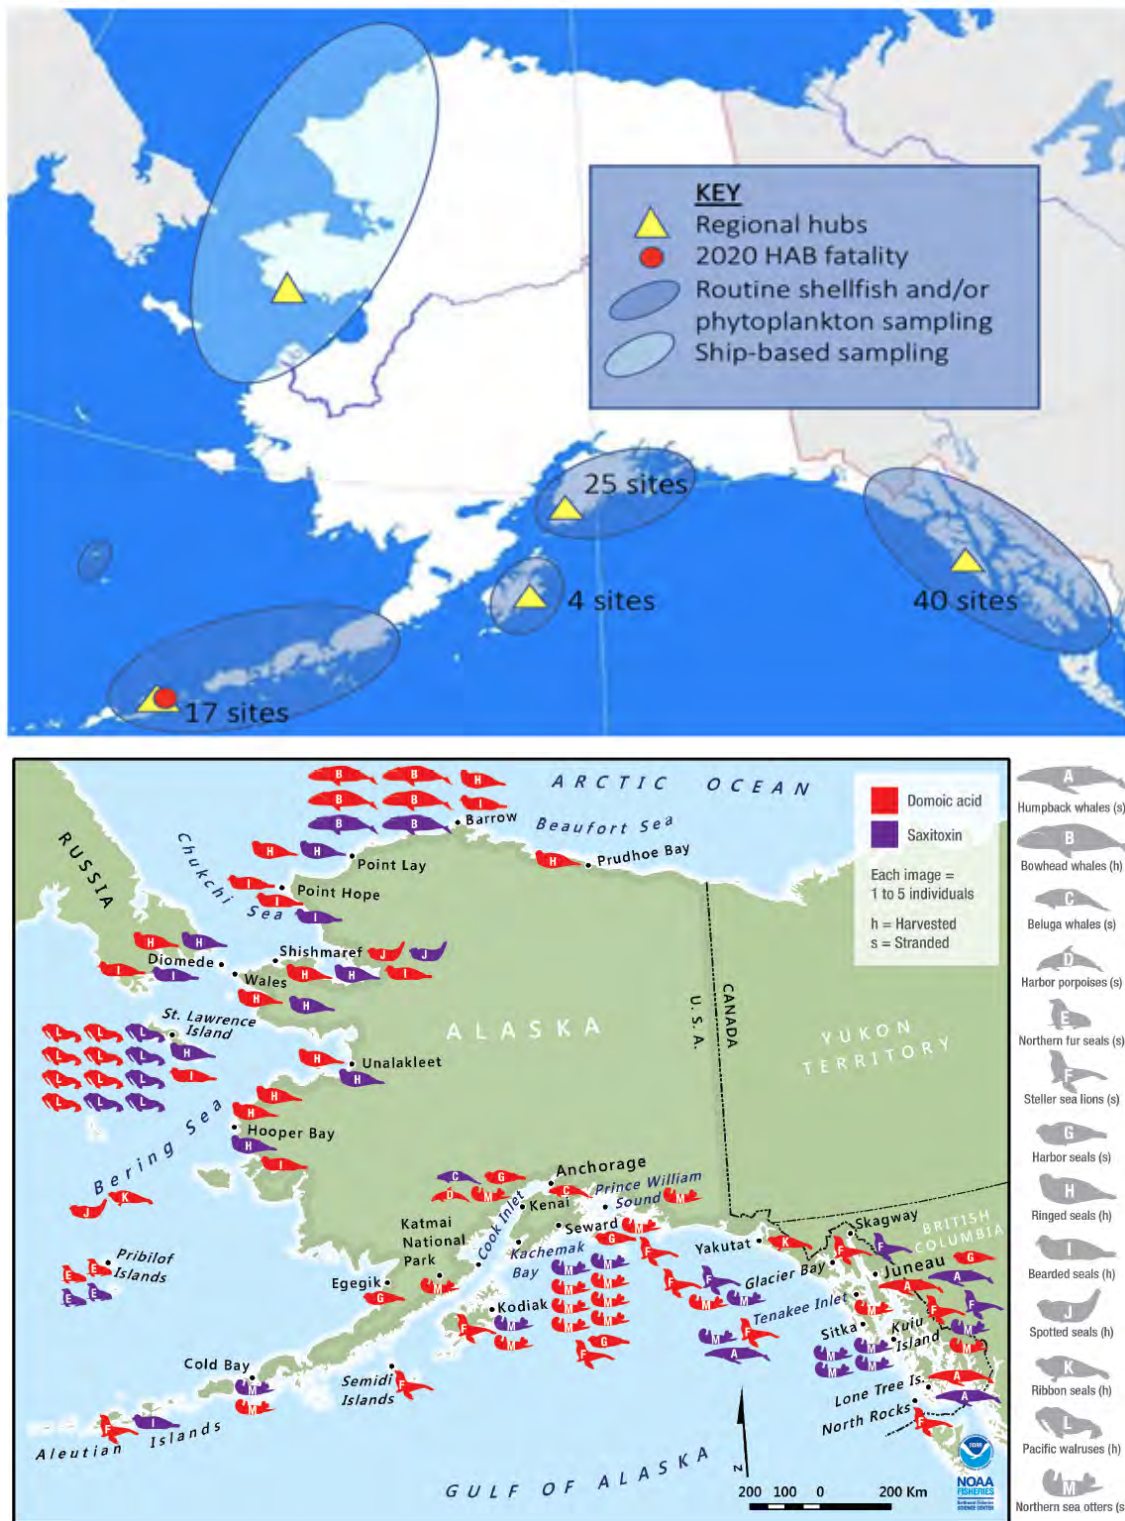 KEY
Regional hubs
2020 HAB fatality
Routine shellfish and/or
phytoplankton sampling
Ship-based sampling
25 sites
4 sites
40 sites
17 sites
ARCTIC OCEAN
Beaufort Sea
Barrow
Prudhoe Bay
Chukchi Sea
RUSSIA
Point Lay
Point Hope
Shishmaref
Diomede
Wales
St. Lawrence
Island
ALASKA
U.S.A.
CANADA
YUKON
TERRITORY
Unalakleet
Hooper Bay
Bering Sea
Pribilof
Islands
Anchorage
Kenai
Prince William
Sound
Cook Inlet
Katmai
National
Park
Kachemak
Bay
Seward
Egegik
Kodiak
Cold Bay
Semidi
Islands
Aleutian Islands
Yakutat
Skagway
BRITISH
COLUMBIA
Glacier Bay
Juneau
Tenakee Inlet
Sitka
Kuiu
Island
Lone Tree Is.
North Rocks
GULF OF ALASKA
N
200 100 0 200 Km
NOAA
FISHERIES
Domoic acid
Saxitoxin
Each image =
1 to 5 individuals
h = Harvested
s = Stranded
A
Humpback whales (s)
B
Bowhead whales (h)
C
Beluga whales (s)
D
Harbor porpoises (s)
E
Northern fur seals (s)
F
Steller sea lions (s)
G
Harbor seals (s)
H
Ringed seals (h)
I
Bearded seals (h)
J
Spotted seals (h)
K
Ribbon seals (h)
L
Pacific walruses (h)
M
Northern sea otters (s)